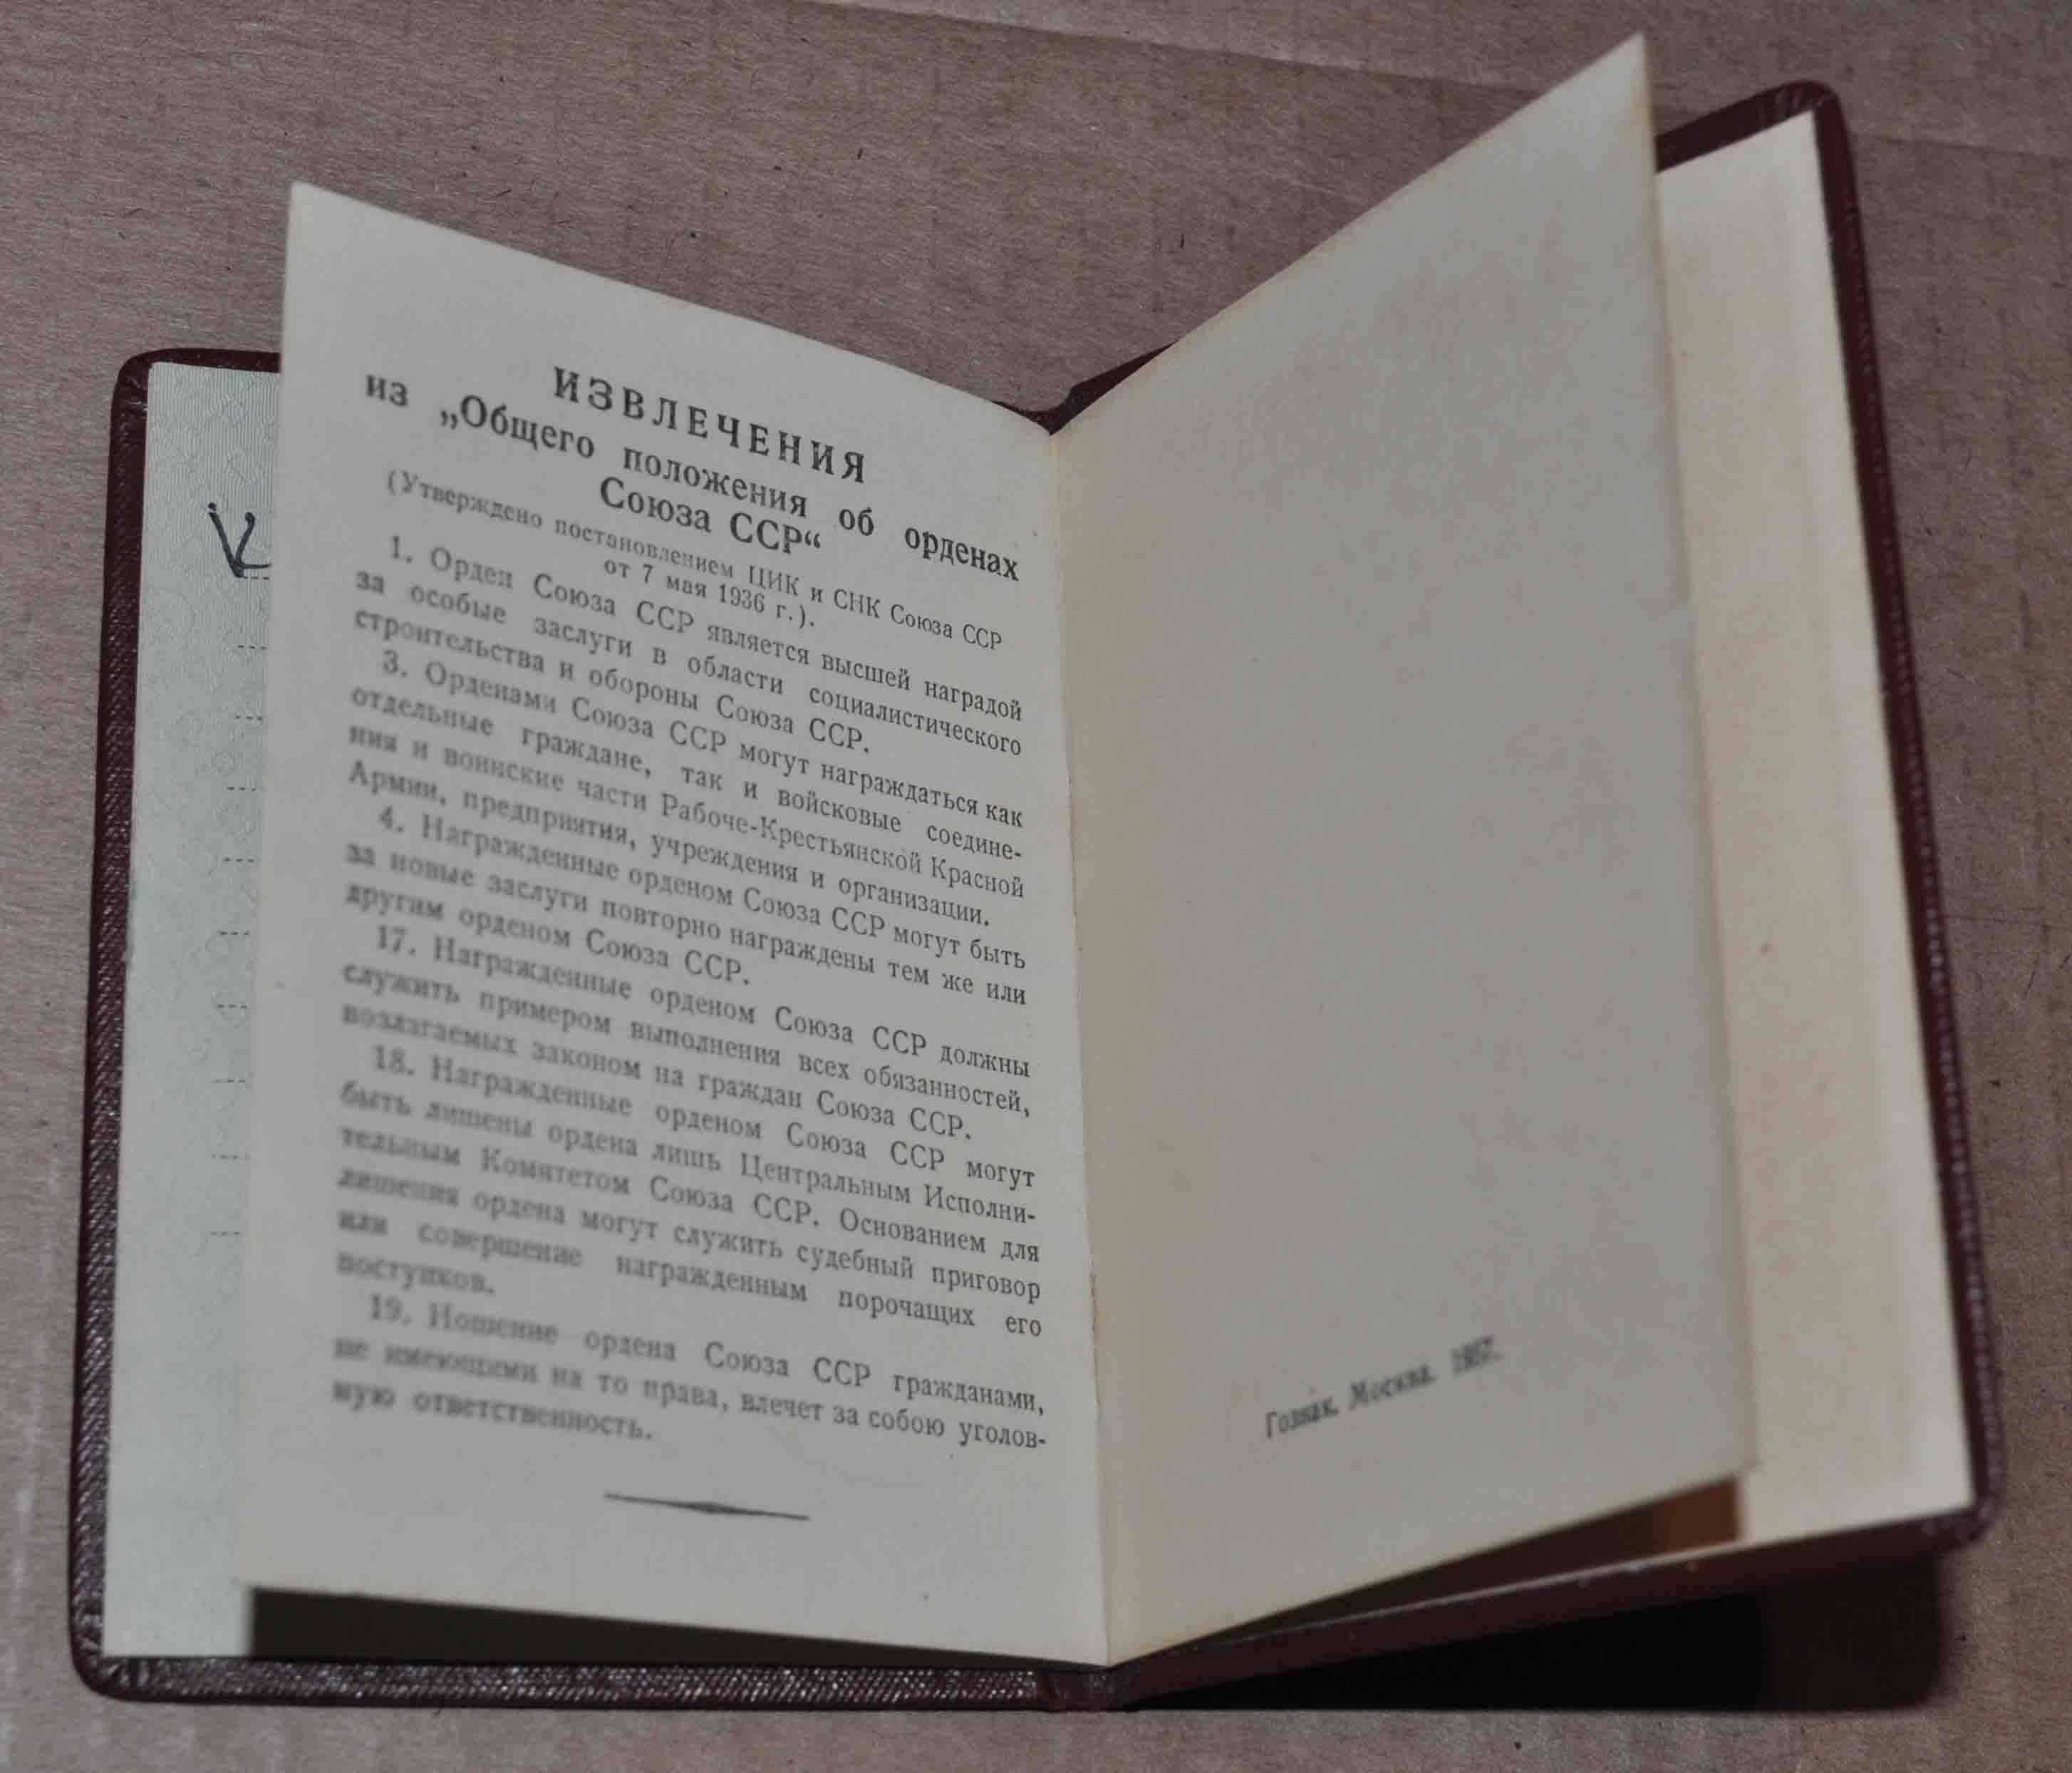 ИЗВЛЕЧЕНИЯ
из „Общего положения об орденах
Союза ССР“
(Утверждено постановлением ЦИК и СНК Союза ССР
от 7 мая 1936 г.).
1. Орден Союза ССР является высшей наградой
за особые заслуги в области социалистического
строительства и обороны Союза ССР.
3. Орденами Союза ССР могут награждаться как
отдельные граждане, так и войсковые соедине-
ния и воинские части Рабоче-Крестьянской Красной
Армии, предприятия, учреждения и организации.
4. Награжденные орденом Союза ССР могут быть
за новые заслуги повторно награждены тем же или
другим орденом Союза ССР.
17. Награжденные орденом Союза ССР должны
служить примером выполнения всех обязанностей,
возлагаемых законом на граждан Союза ССР.
18. Награжденные орденом Союза ССР могут
быть лишены ордена лишь Центральным Исполни-
тельным Комитетом Союза ССР. Основанием для
лишения ордена могут служить судебный приговор
или совершение награжденным порочащих его
поступков.
19. Ношение ордена Союза ССР гражданами,
не имеющими на то права, влечет за собою уголов-
ную ответственность.
Гознак. Москва.